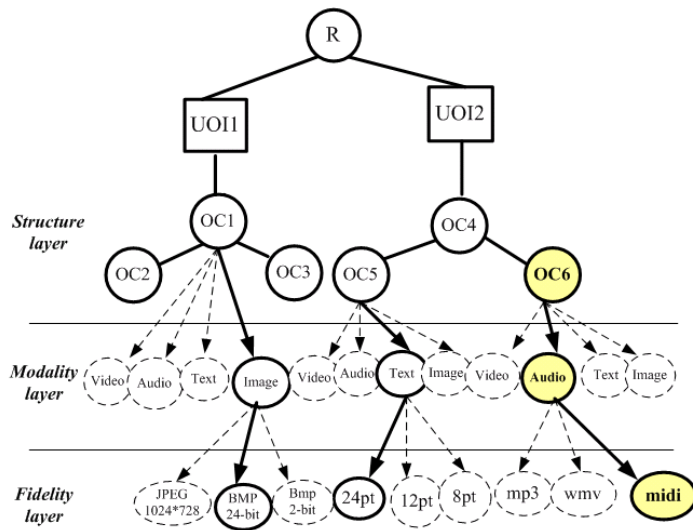 R
UOI1
UOI2
Structure
layer
OC1
OC4
OC2
OC3
OC5
OC6
Modality
layer
Video
Audio
Text
Image
Video
Audio
Text
Image
Video
Audio
Text
Image
Fidelity
layer
JPEG
1024*728
BMP
24-bit
Bmp
2-bit
24pt
12pt
8pt
mp3
wmv
midi